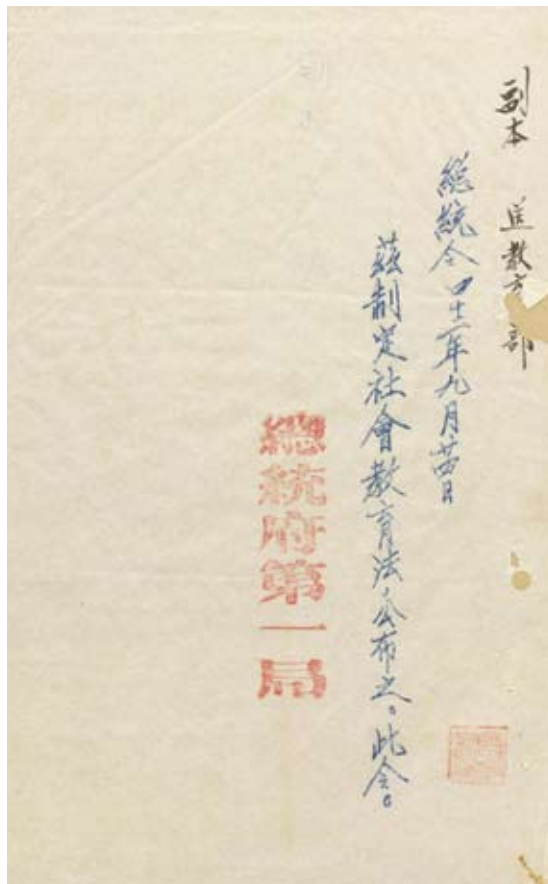 副本 送教育部
總統令 四十二年九月廿四日
茲制定社會教育法,公布之。此令。
總統府第一局